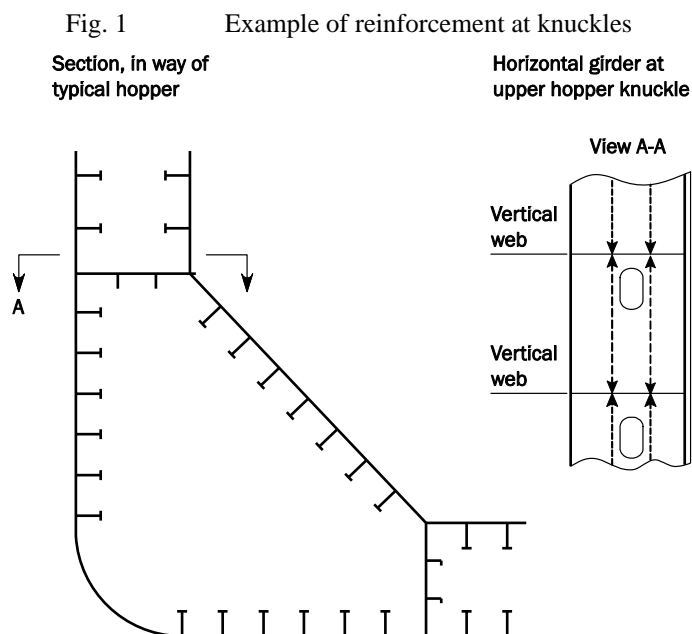 Fig. 1 Example of reinforcement at knuckles
Section, in way of
typical hopper
Horizontal girder at
upper hopper knuckle
View A-A
Vertical
web
A
Vertical
web